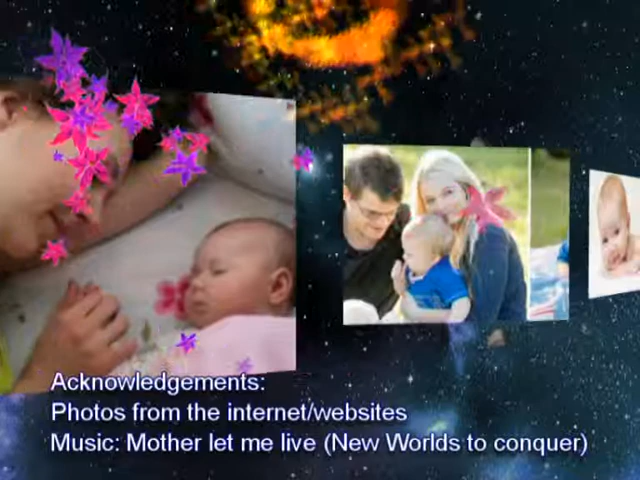 Acknowledgements:
Photos from the internet/websites
Music: Mother let me live (New Worlds to conquer)